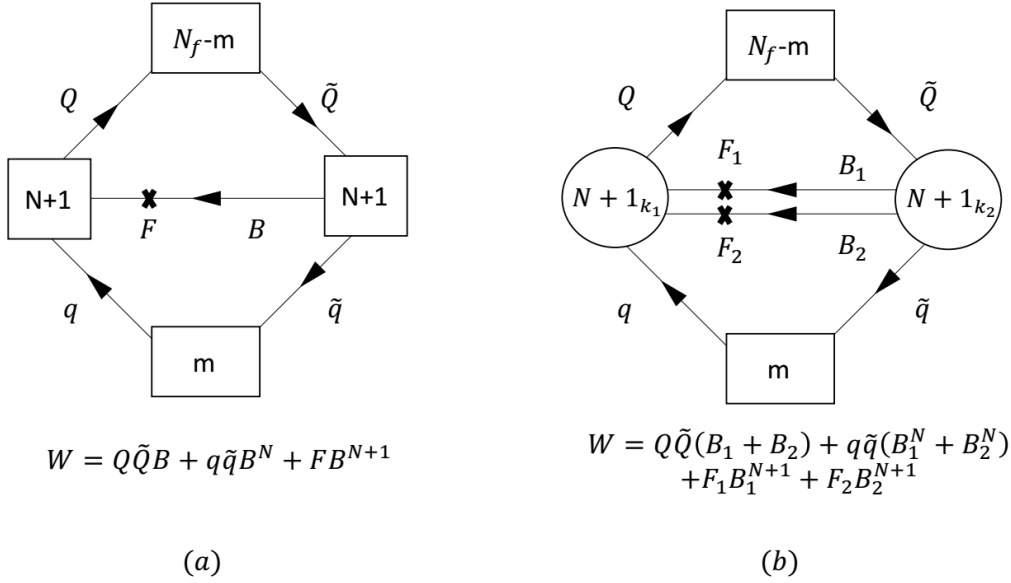 N_f-m N_f-m
Q Q̃ Q Q̃
F_1 B_1
N+1 N+1 N + 1_{k_1} N + 1_{k_2}
F B F_2 B_2
q q̃ q q̃
m m
W = QQ̃B + qq̃B^N + FB^{N+1} W = QQ̃(B_1 + B_2) + qq̃(B_1^N + B_2^N)
+F_1B_1^{N+1} + F_2B_2^{N+1}
(a) (b)